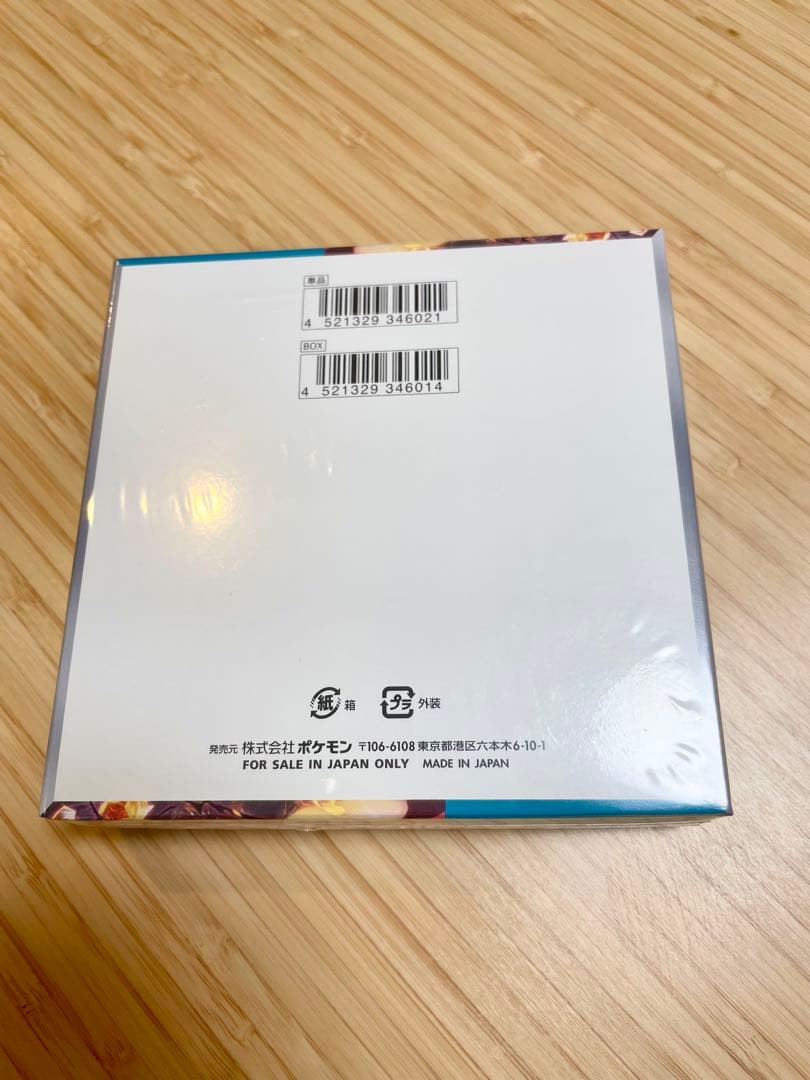 単品
4 521329 346021
BOX
4 521329 346014
紙 箱 プラ 外装
発売元 株式会社 ポケモン 〒106-6108 東京都港区六本木6-10-1
FOR SALE IN JAPAN ONLY MADE IN JAPAN